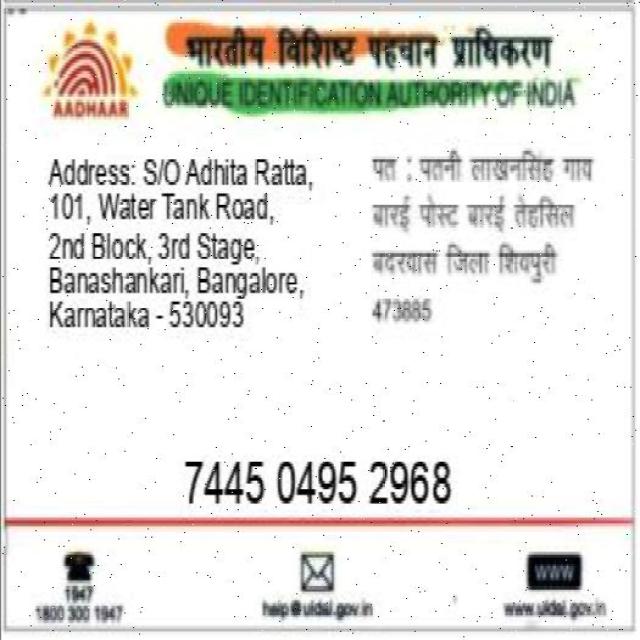 भारतीय विशिष्ट पहचान प्राधिकरण
AADHAAR
UNIQUE IDENTIFICATION AUTHORITY OF INDIA
Address: S/O Adhita Ratta,
101, Water Tank Road,
2nd Block, 3rd Stage,
Banashankari, Bangalore,
Karnataka - 530093
पत : पतनी लाखनसिंह गाव
बारई पोस्ट बारई तेहसिल
बदरवास जिला शिवपुरी
473885
7445 0495 2968
1947
1800 300 1947
help@uidai.gov.in
www
www.uidai.gov.in